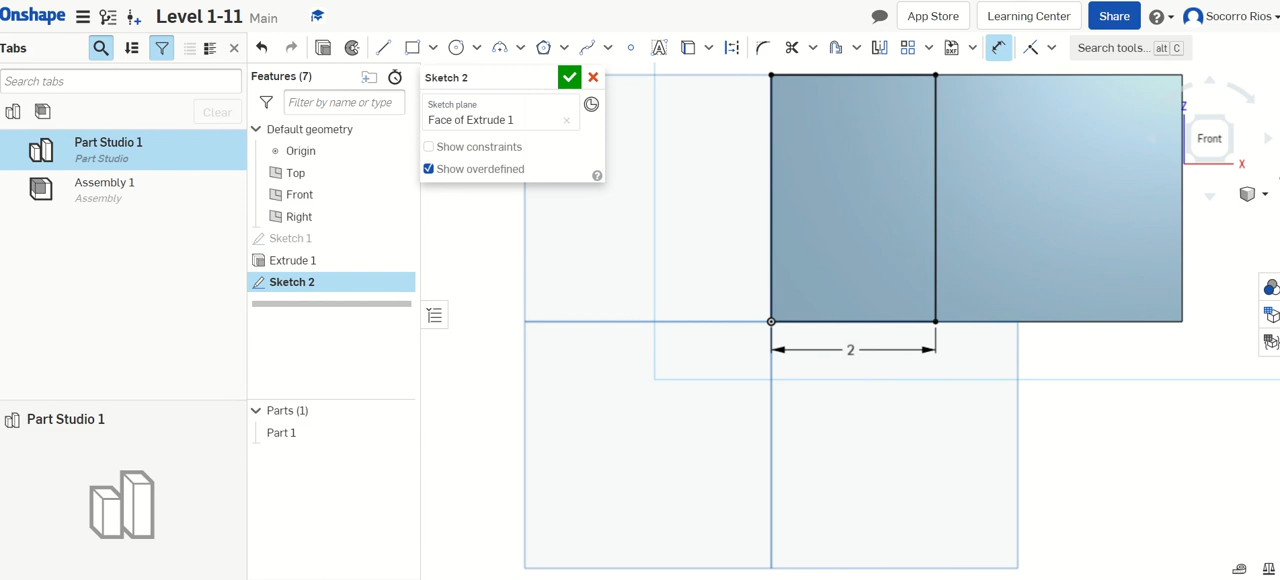 Onshape Level 1-11 Main App Store Learning Center Share Socorro Rios
Tabs
Search tools... alt C
Search tabs
Clear
Part Studio 1
Part Studio
Assembly 1
Assembly
Part Studio 1
Features (7)
Filter by name or type
Default geometry
Origin
Top
Front
Right
Sketch 1
Extrude 1
Sketch 2
Parts (1)
Part 1
Sketch 2
Sketch plane
Face of Extrude 1
Show constraints
Show overdefined
2
Z
Front
X